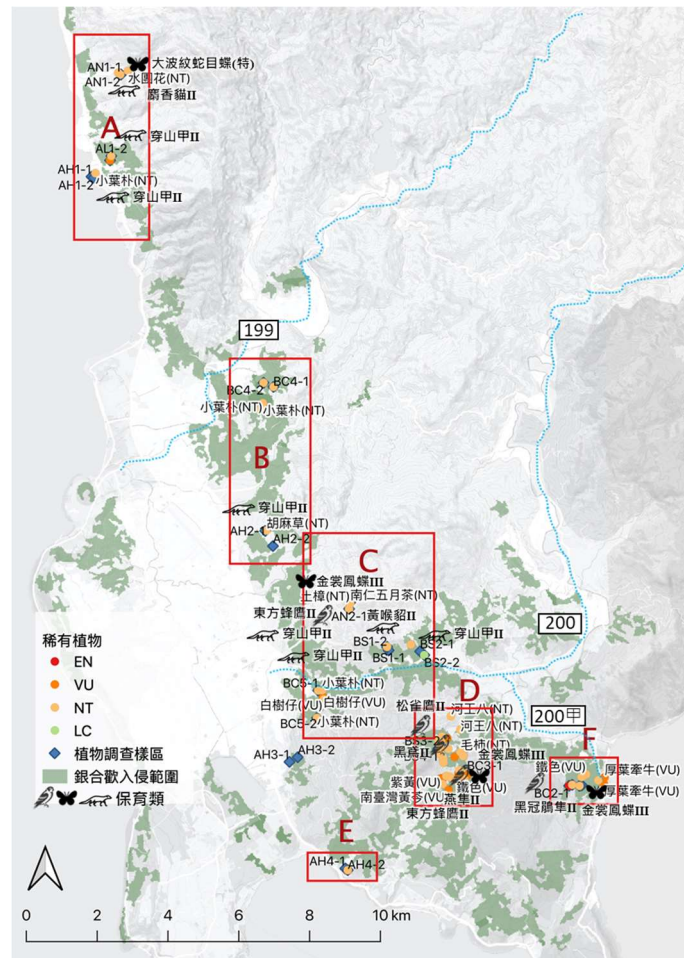 大波紋蛇目蝶(特)
AN1-1
水團花(NT)
AN1-2
麝香貓II
A
穿山甲II
AL1-2
AH1-1
小葉朴(NT)
AH1-2
穿山甲II
199
BC4-1
BC4-2
小葉朴(NT)
小葉朴(NT)
B
穿山甲II
胡麻草(NT)
AH2-1
AH2-2
C
金裳鳳蝶III
土樟(NT)
南仁五月茶(NT)
東方蜂鷹II
AN2-1
黃喉貂II
穿山甲II
BS1-2
穿山甲II
BS2-1
BS1-1
BS2-2
穿山甲II
200
BC5-1
小葉朴(NT)
白樹仔(VU)
白樹仔(VU)
BC5-2
小葉朴(NT)
稀有植物
EN
VU
NT
LC
植物調查樣區
銀合歡入侵範圍
保育類
D
松雀鷹II
河王八(NT)
河王八(NT)
200甲
BS3-2
毛柿(NT)
黑鳶II
金裳鳳蝶III
BC3-1
AH3-2
AH3-1
紫黃(VU)
鐵色(VU)
南臺灣黃芩(VU)
燕隼II
東方蜂鷹II
F
鐵色(VU)
厚葉牽牛(VU)
BC2-1
厚葉牽牛(VU)
黑冠鵑隼II
金裳鳳蝶III
E
AH4-1
AH4-2
0 2 4 6 8 10 km